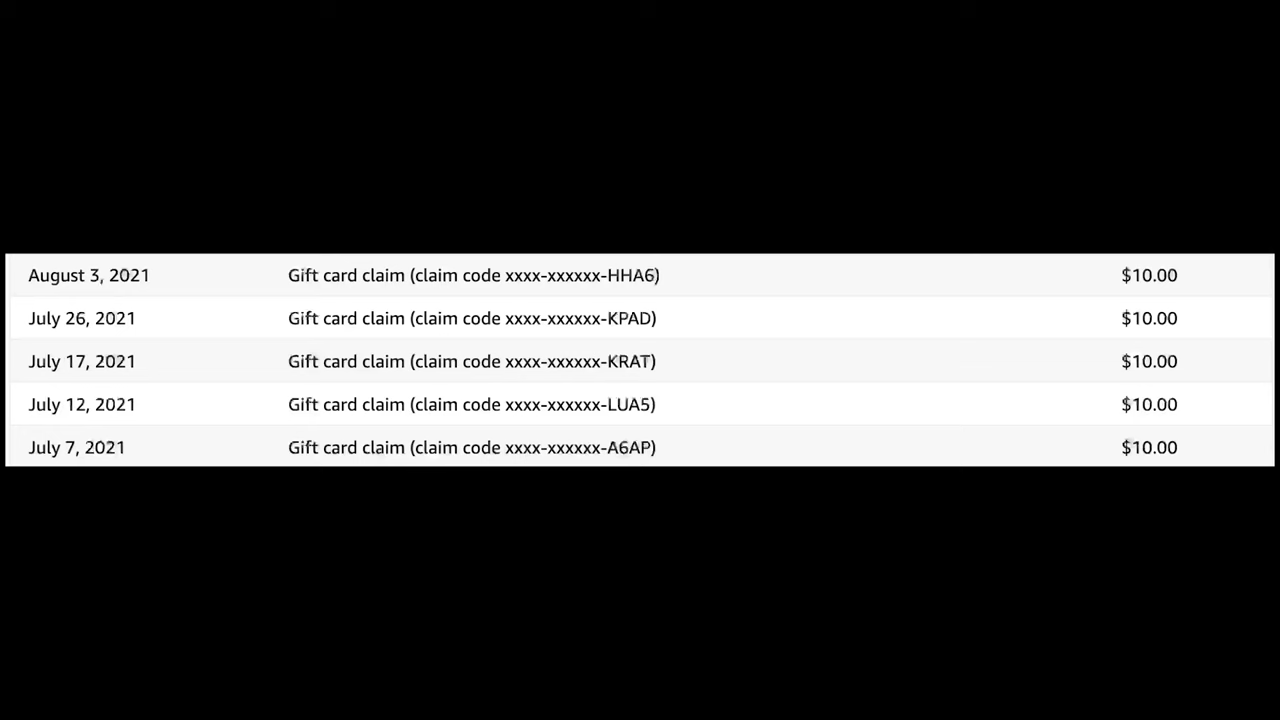 August 3, 2021 Gift card claim (claim code xxxx-xxxxxx-HHA6) $10.00
July 26, 2021 Gift card claim (claim code xxxx-xxxxxx-KPAD) $10.00
July 17, 2021 Gift card claim (claim code xxxx-xxxxxx-KRAT) $10.00
July 12, 2021 Gift card claim (claim code xxxx-xxxxxx-LUA5) $10.00
July 7, 2021 Gift card claim (claim code xxxx-xxxxxx-A6AP) $10.00